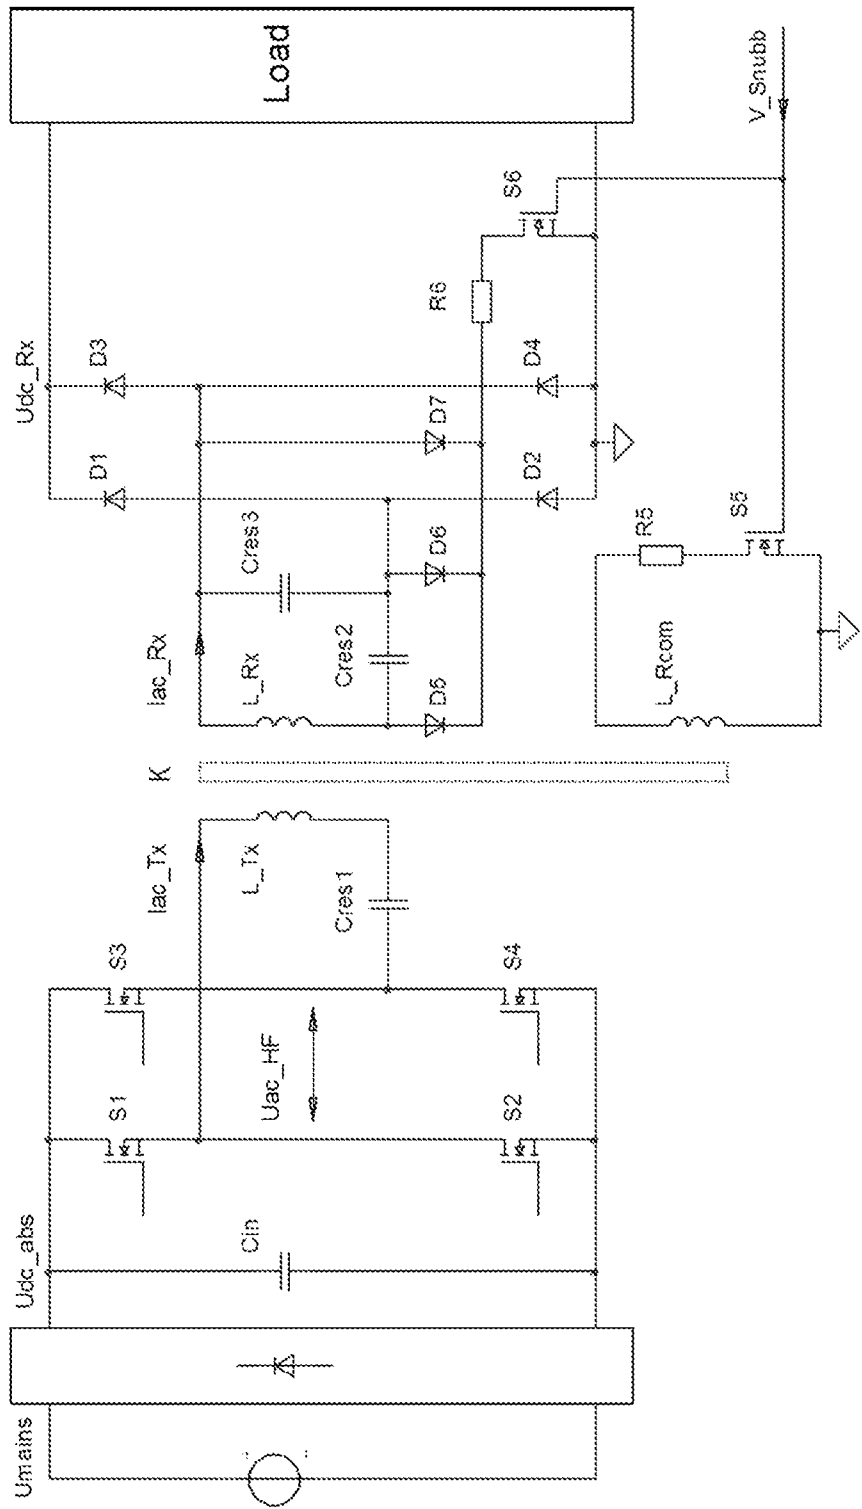 Umains
Udc_abs
Cin
S1
S2
S3
S4
Uac_HF
Iac_Tx
L_Tx
Cres1
K
Iac_Rx
L_Rx
Cres2
Cres3
D5
D6
D7
D1
D2
D3
D4
Udc_Rx
R6
S6
Load
L_Rcom
R5
S5
V_Snubb